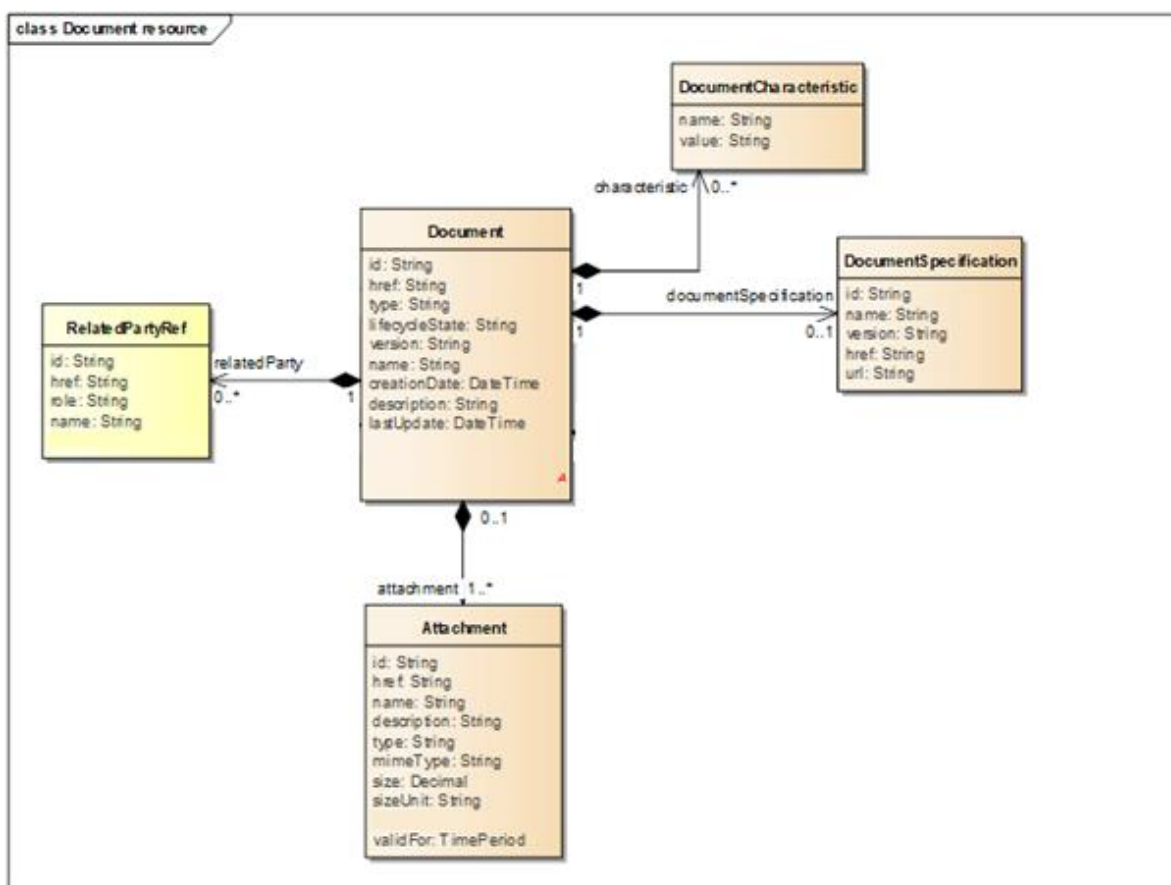 class Document resource
DocumentCharacteristic
name: String
value: String
characteristic
0..*
Document
id: String
href: String
type: String
lifecycleState: String
version: String
name: String
creationDate: DateTime
description: String
lastUpdate: DateTime
A
1
1
documentSpecification
0..1
DocumentSpecification
id: String
name: String
version: String
href: String
url: String
RelatedPartyRef
id: String
href: String
role: String
name: String
relatedParty
0..*
1
0..1
attachment 1..*
Attachment
id: String
href: String
name: String
description: String
type: String
mimeType: String
size: Decimal
sizeUnit: String
validFor: TimePeriod